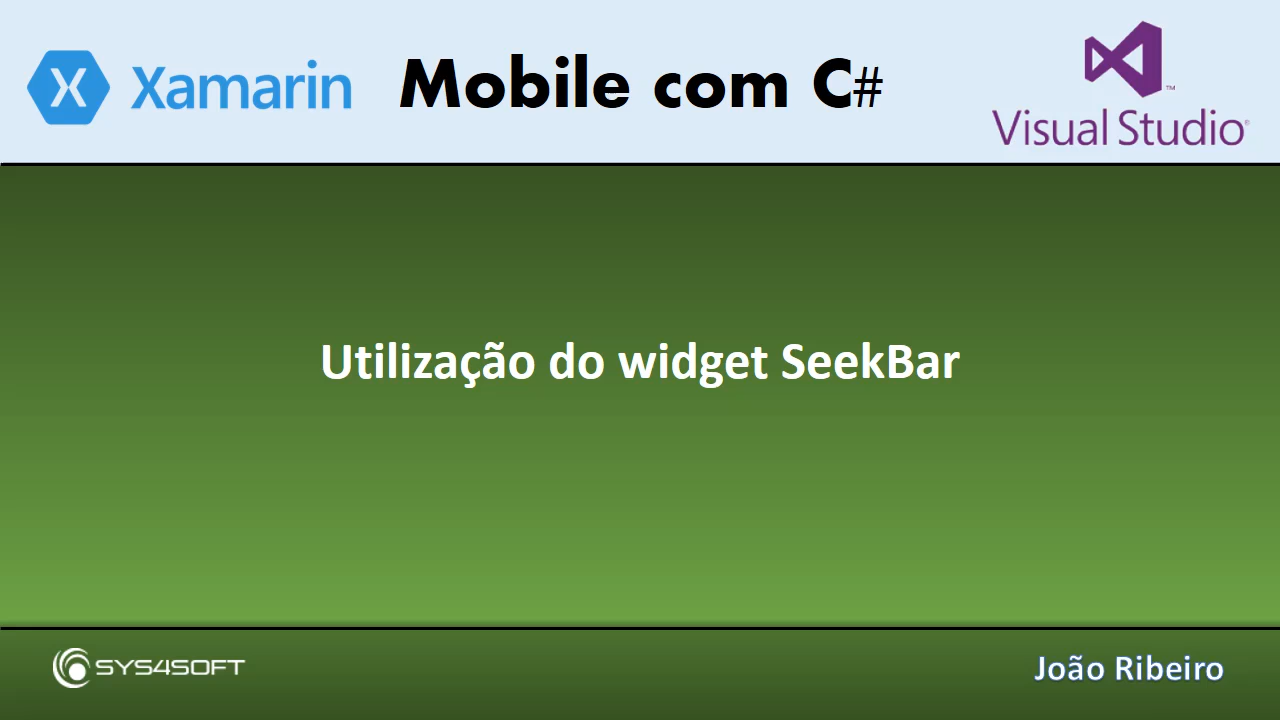 Xamarin
Mobile com C#
Visual Studio
Utilização do widget SeekBar
SYS4SOFT
João Ribeiro